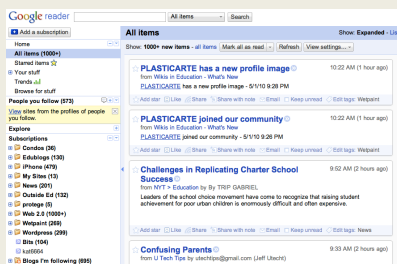 Google reader All items Search
Add a subscription
Home
All items (1000+)
Starred items
Your stuff
Trends
Browse for stuff
People you follow (573)
View sites from the profiles of people you follow.
Explore
Subscriptions
Condos (36)
Edublogs (130)
iPhone (479)
My Sites (13)
News (201)
Outside Ed (132)
protege (5)
Web 2.0 (1000+)
Wetpaint (269)
Wordpress (299)
Bits (104)
kat6664
Blogs I'm following (695)
All items Show: Expanded - Lis
Show: 1000+ new items - all items Mark all as read Refresh View settings...
PLASTICARTE has a new profile image 10:22 AM (1 hour ago)
from Wikis in Education - What's New
PLASTICARTE has a new profile image - 5/1/10 9:28 PM
Add star Like Share Share with note Email Keep unread Edit tags: Wetpaint
PLASTICARTE joined our community 10:22 AM (1 hour ago)
from Wikis in Education - What's New
PLASTICARTE joined our community - 5/1/10 9:26 PM
Add star Like Share Share with note Email Keep unread Edit tags: Wetpaint
Challenges in Replicating Charter School 9:52 AM (2 hours ago)
Success
from NYT > Education by By TRIP GABRIEL
Leaders of the school choice movement have come to recognize that raising student
achievement for poor urban children is enormously difficult and often expensive.
Add star Like Share Share with note Email Keep unread Edit tags: News
Confusing Parents 9:33 AM (2 hours ago)
from U Tech Tips by utechtips@gmail.com (Jeff Utecht)